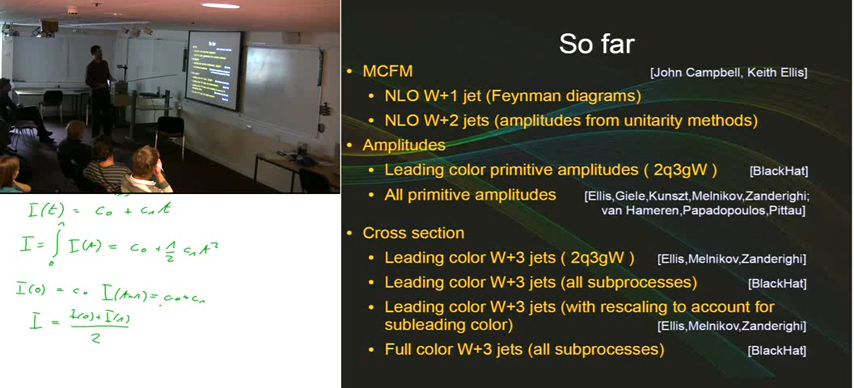 I(t) = c₀ + c₁t
I = ∫₀¹ I(t) = c₀ + 1/2 c₁ t²
I(0) = c₀ I(t=1) = c₀+c₁
I = I(0) + I(1) / 2
So far
• MCFM [John Campbell, Keith Ellis]
• NLO W+1 jet (Feynman diagrams)
• NLO W+2 jets (amplitudes from unitarity methods)
• Amplitudes
• Leading color primitive amplitudes ( 2q3gW ) [BlackHat]
• All primitive amplitudes [Ellis,Giele,Kunszt,Melnikov,Zanderighi;
van Hameren,Papadopoulos,Pittau]
• Cross section
• Leading color W+3 jets ( 2q3gW ) [Ellis,Melnikov,Zanderighi]
• Leading color W+3 jets (all subprocesses) [BlackHat]
• Leading color W+3 jets (with rescaling to account for
subleading color) [Ellis,Melnikov,Zanderighi]
• Full color W+3 jets (all subprocesses) [BlackHat]